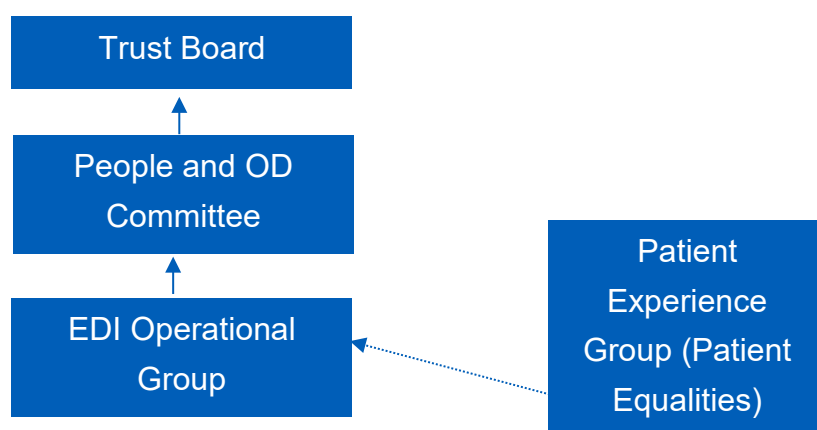 Trust Board
People and OD
Committee
EDI Operational
Group
Patient
Experience
Group (Patient
Equalities)